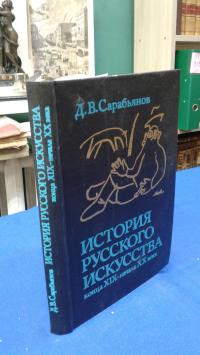 Д.В.Сарабьянов
ИСТОРИЯ
РУССКОГО
ИСКУССТВА
конца XIX-начала XX века
Д.В.Сарабьянов ИСТОРИЯ РУССКОГО ИСКУССТВА
конца XIX-начала XX века